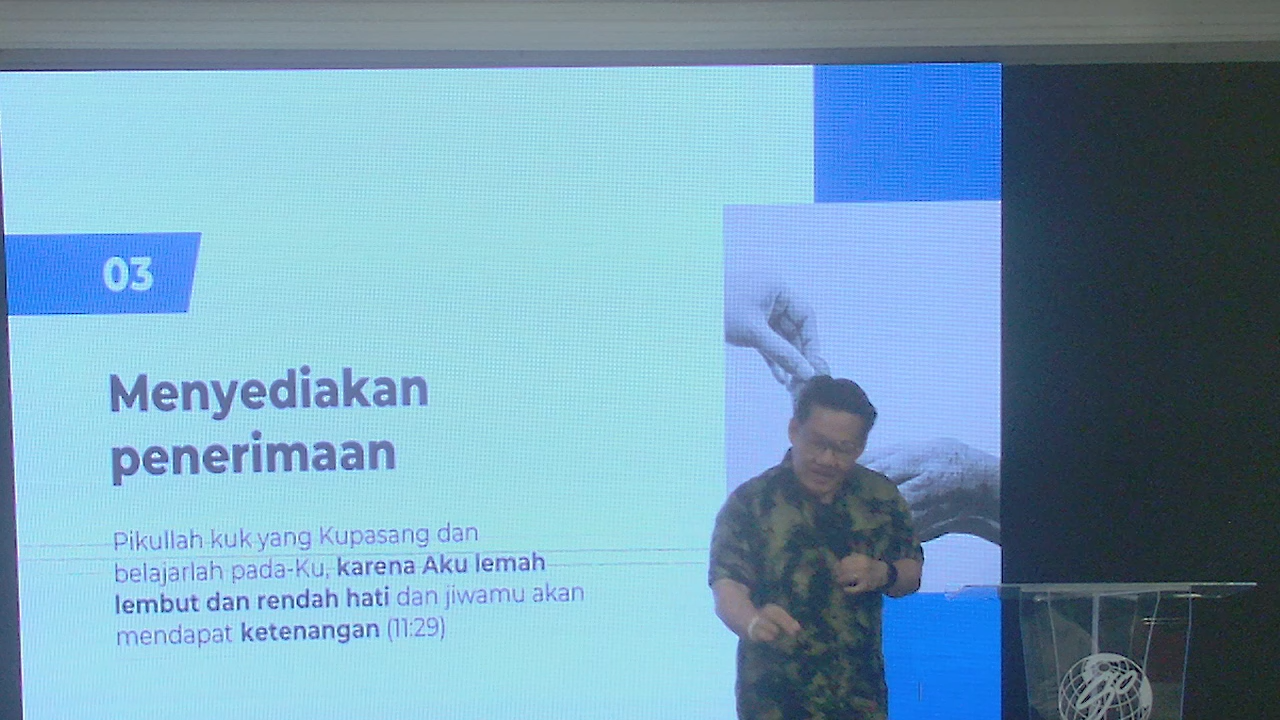 03
Menyediakan
penerimaan
Pikullah kuk yang Kupasang dan
belajarlah pada-Ku, karena Aku lemah
lembut dan rendah hati dan jiwamu akan
mendapat ketenangan (11:29)